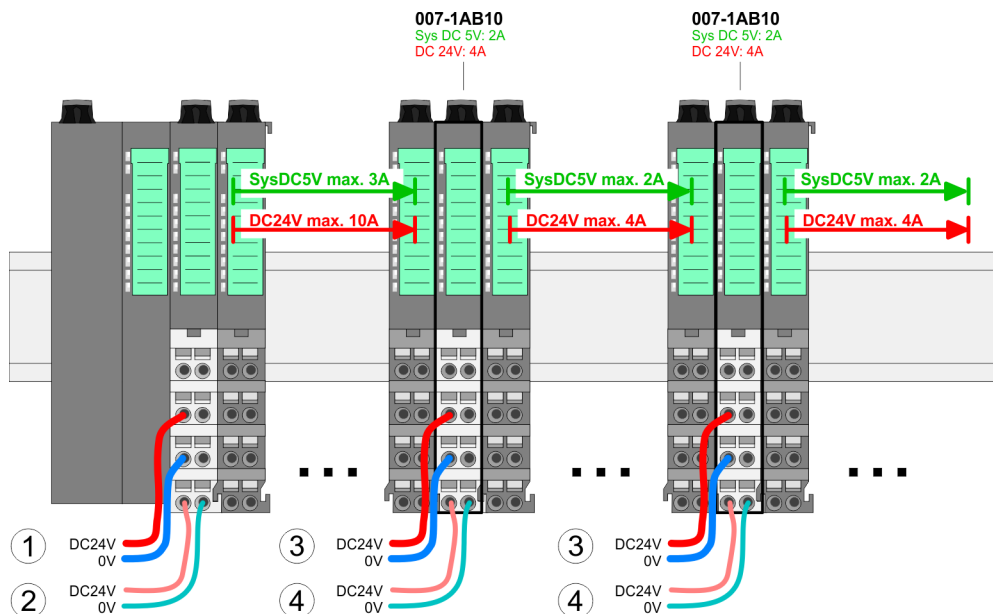 007-1AB10
Sys DC 5V: 2A
DC 24V: 4A
007-1AB10
Sys DC 5V: 2A
DC 24V: 4A
SysDC5V max. 3A
SysDC5V max. 2A
SysDC5V max. 2A
DC24V max. 10A
DC24V max. 4A
DC24V max. 4A
1
DC24V
0V
3
DC24V
0V
3
DC24V
0V
2
DC24V
0V
4
DC24V
0V
4
DC24V
0V